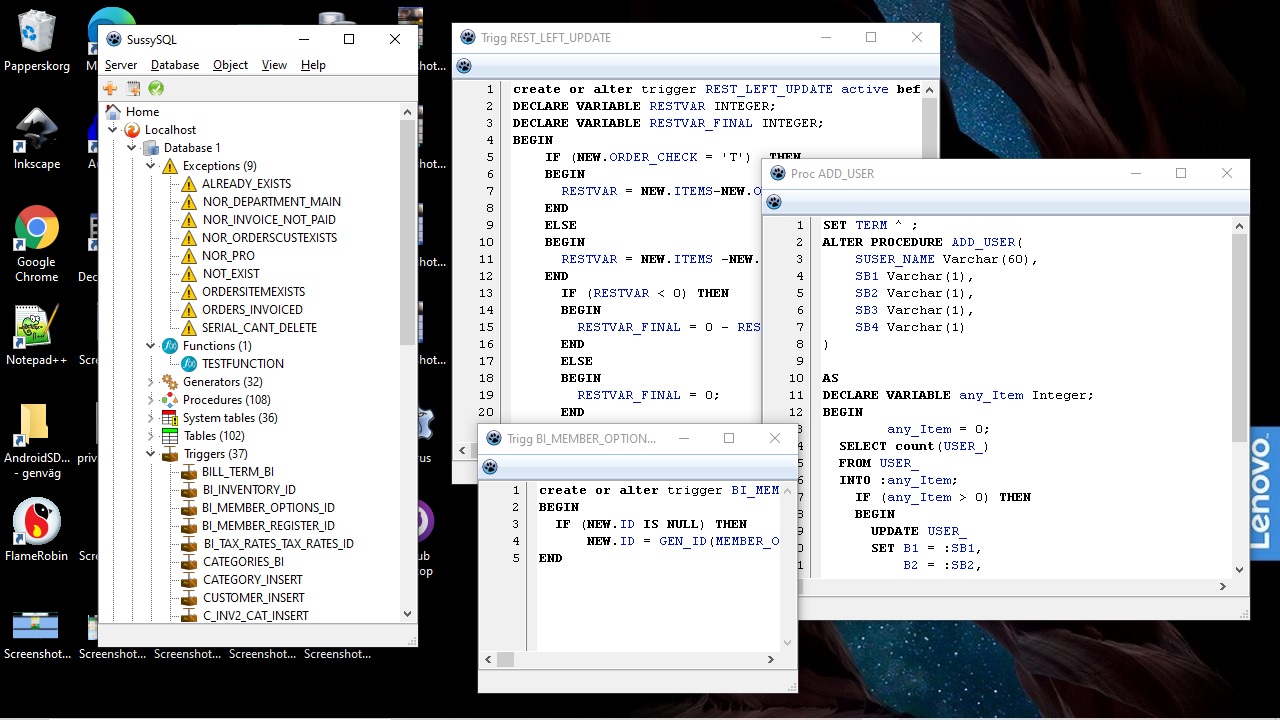 Papperskorg
Inkscape
Google
Chrome
Notepad++
AndroidSD...
- genväg
FlameRobin
Screenshot...
Screenshot...
Screenshot...
Screenshot...
Screenshot...
SussySQL
Server Database Object View Help
Home
Localhost
Database 1
Exceptions (9)
ALREADY_EXISTS
NOR_DEPARTMENT_MAIN
NOR_INVOICE_NOT_PAID
NOR_ORDERSCUSTEXISTS
NOR_PRO
NOT_EXIST
ORDERSITEMEXISTS
ORDERS_INVOICED
SERIAL_CANT_DELETE
Functions (1)
TESTFUNCTION
Generators (32)
Procedures (108)
System tables (36)
Tables (102)
Triggers (37)
BILL_TERM_BI
BI_INVENTORY_ID
BI_MEMBER_OPTIONS_ID
BI_MEMBER_REGISTER_ID
BI_TAX_RATES_TAX_RATES_ID
CATEGORIES_BI
CATEGORY_INSERT
CUSTOMER_INSERT
C_INV2_CAT_INSERT
Trigg REST_LEFT_UPDATE
1 create or alter trigger REST_LEFT_UPDATE active bef
2 DECLARE VARIABLE RESTVAR INTEGER;
3 DECLARE VARIABLE RESTVAR_FINAL INTEGER;
4 BEGIN
5 IF (NEW.ORDER_CHECK = 'T') THEN
6 BEGIN
7 RESTVAR = NEW.ITEMS-NEW.O
8 END
9 ELSE
10 BEGIN
11 RESTVAR = NEW.ITEMS -NEW.
12 END
13 IF (RESTVAR < 0) THEN
14 BEGIN
15 RESTVAR_FINAL = 0 - RES
16 END
17 ELSE
18 BEGIN
19 RESTVAR_FINAL = 0;
20 END
Trigg BI_MEMBER_OPTION...
1 create or alter trigger BI_MEM
2 BEGIN
3 IF (NEW.ID IS NULL) THEN
4 NEW.ID = GEN_ID(MEMBER_O
5 END
Proc ADD_USER
1 SET TERM ^ ;
2 ALTER PROCEDURE ADD_USER(
3 SUSER_NAME Varchar(60),
4 SB1 Varchar(1),
5 SB2 Varchar(1),
6 SB3 Varchar(1),
7 SB4 Varchar(1)
8 )
9
10 AS
11 DECLARE VARIABLE any_Item Integer;
12 BEGIN
3 any_Item = 0;
4 SELECT count(USER_)
5 FROM USER_
6 INTO :any_Item;
7 IF (any_Item > 0) THEN
8 BEGIN
9 UPDATE USER_
0 SET B1 = :SB1,
1 B2 = :SB2,
Lenovo